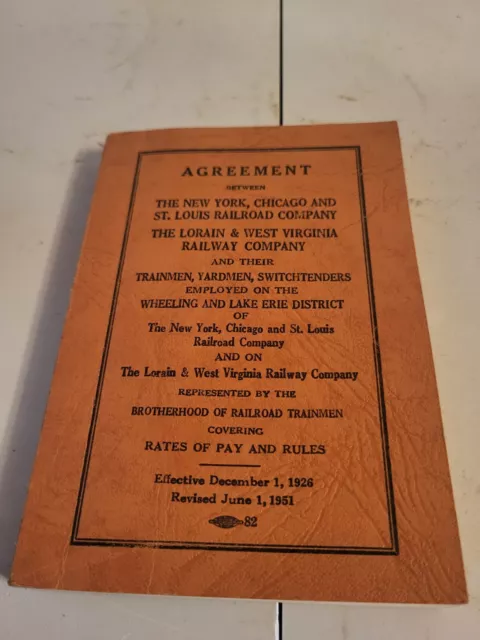 AGREEMENT
BETWEEN
THE NEW YORK, CHICAGO AND
ST. LOUIS RAILROAD COMPANY
THE LORAIN & WEST VIRGINIA
RAILWAY COMPANY
AND THEIR
TRAINMEN, YARDMEN, SWITCHTENDERS
EMPLOYED ON THE
WHEELING AND LAKE ERIE DISTRICT
OF
The New York, Chicago and St. Louis
Railroad Company
AND ON
The Lorain & West Virginia Railway Company
REPRESENTED BY THE
BROTHERHOOD OF RAILROAD TRAINMEN
COVERING
RATES OF PAY AND RULES
Effective December 1, 1926
Revised June 1, 1951
82